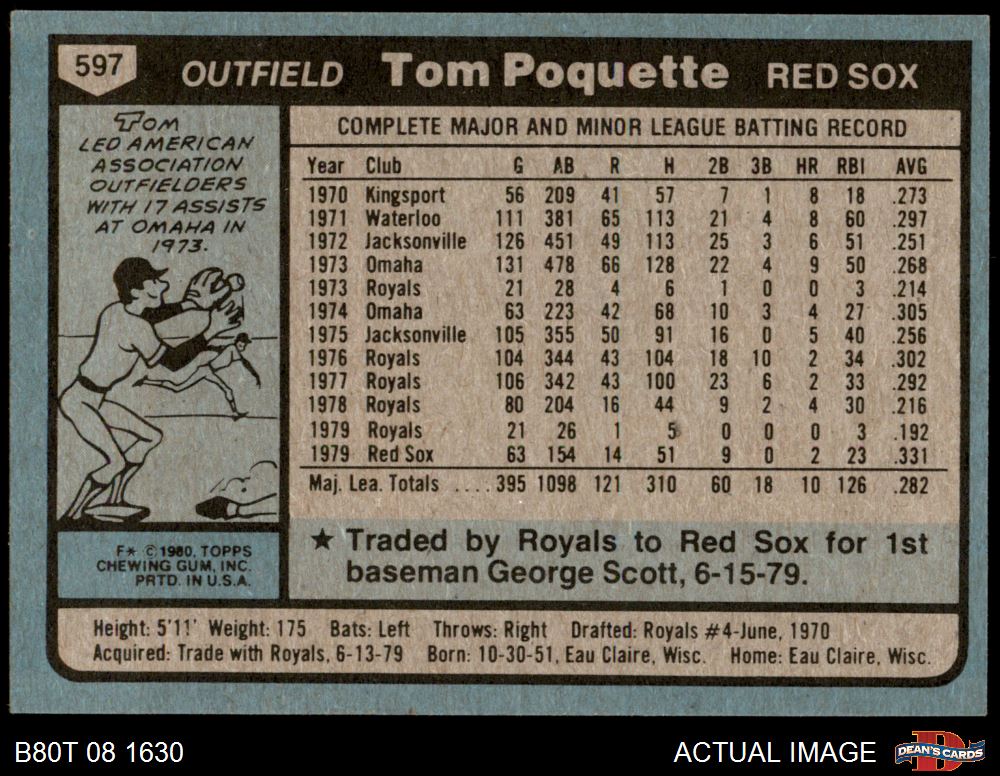 597 OUTFIELD Tom Poquette RED SOX
TOM
LED AMERICAN
ASSOCIATION
OUTFIELDERS
WITH 17 ASSISTS
AT OMAHA IN
1973.
COMPLETE MAJOR AND MINOR LEAGUE BATTING RECORD
Year Club G AB R H 2B 3B HR RBI AVG
1970 Kingsport 56 209 41 57 7 1 8 18 .273
1971 Waterloo 111 381 65 113 21 4 8 60 .297
1972 Jacksonville 126 451 49 113 25 3 6 51 .251
1973 Omaha 131 478 66 128 22 4 9 50 .268
1973 Royals 21 28 4 6 1 0 0 3 .214
1974 Omaha 63 223 42 68 10 3 4 27 .305
1975 Jacksonville 105 355 50 91 16 0 5 40 .256
1976 Royals 104 344 43 104 18 10 2 34 .302
1977 Royals 106 342 43 100 23 6 2 33 .292
1978 Royals 80 204 16 44 9 2 4 30 .216
1979 Royals 21 26 1 5 0 0 0 3 .192
1979 Red Sox 63 154 14 51 9 0 2 23 .331
Maj. Lea. Totals .... 395 1098 121 310 60 18 10 126 .282
★ Traded by Royals to Red Sox for 1st
baseman George Scott, 6-15-79.
F* © 1980, TOPPS
CHEWING GUM, INC.
PRTD. IN U.S.A.
Height: 5'11' Weight: 175 Bats: Left Throws: Right Drafted: Royals #4-June, 1970
Acquired: Trade with Royals, 6-13-79 Born: 10-30-51, Eau Claire, Wisc. Home: Eau Claire, Wisc.
B80T 08 1630 ACTUAL IMAGE DEAN'S CARDS